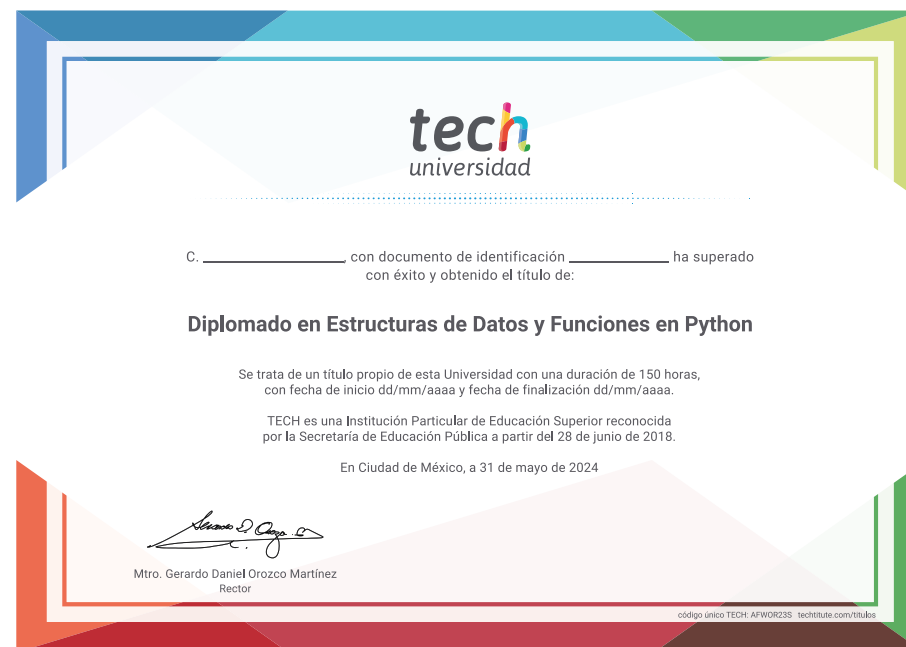 tech
universidad
C. ____________, con documento de identificación ____________ ha superado
con éxito y obtenido el título de:
Diplomado en Estructuras de Datos y Funciones en Python
Se trata de un título propio de esta Universidad con una duración de 150 horas,
con fecha de inicio dd/mm/aaaa y fecha de finalización dd/mm/aaaa.
TECH es una Institución Particular de Educación Superior reconocida
por la Secretaría de Educación Pública a partir del 28 de junio de 2018.
En Ciudad de México, a 31 de mayo de 2024
Mtro. Gerardo Daniel Orozco Martínez
Rector
código único TECH: AFWOR23S techtitute.com/titulos